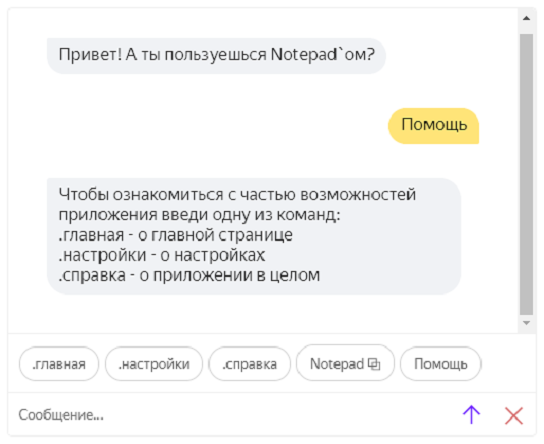 Привет! А ты пользуешься Notepad`ом?
Помощь
Чтобы ознакомиться с частью возможностей
приложения введи одну из команд:
.главная - о главной странице
.настройки - о настройках
.справка - о приложении в целом
.главная .настройки .справка Notepad Помощь
Сообщение...